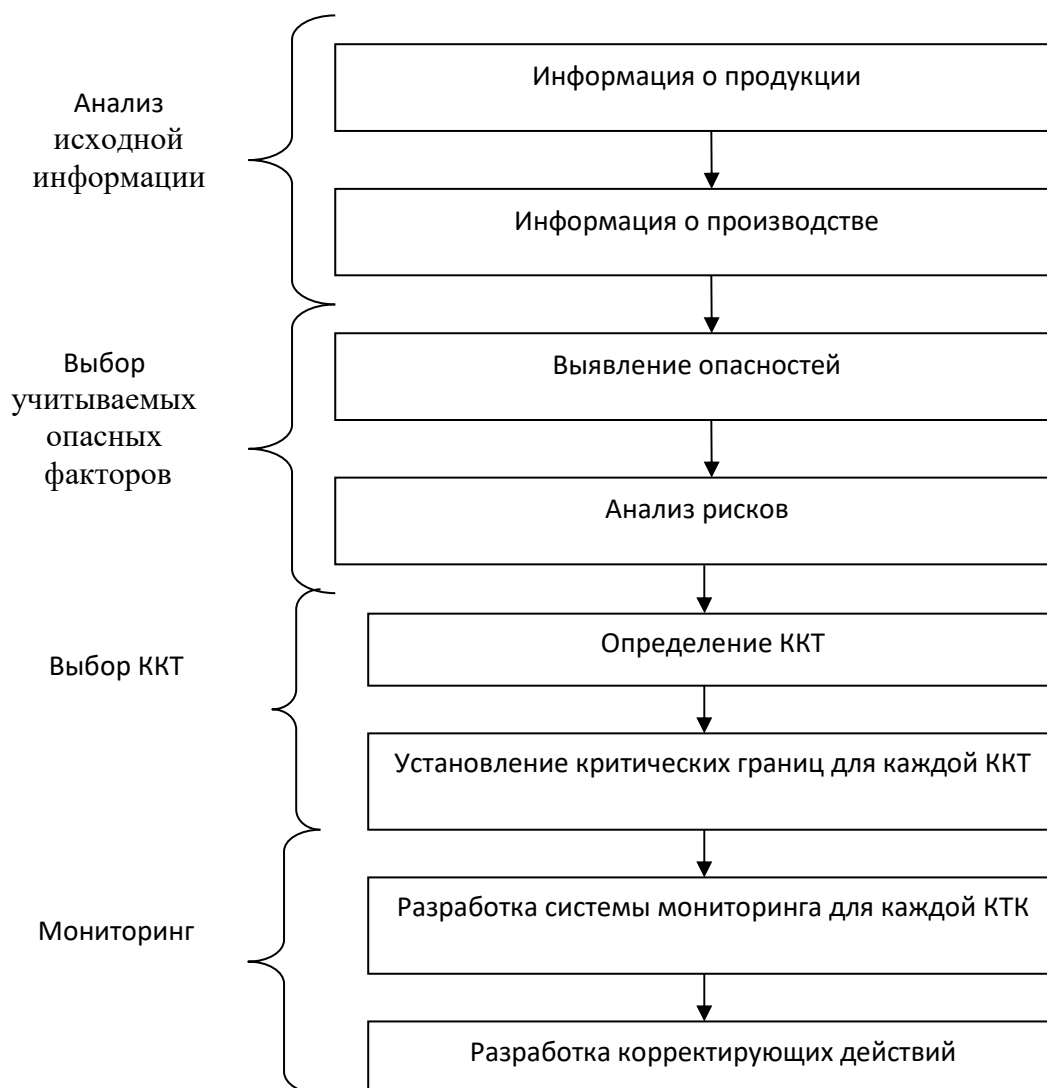 Анализ
исходной
информации
Информация о продукции
Информация о производстве
Выбор
учитываемых
опасных
факторов
Выявление опасностей
Анализ рисков
Выбор ККТ
Определение ККТ
Установление критических границ для каждой ККТ
Мониторинг
Разработка системы мониторинга для каждой КТК
Разработка корректирующих действий